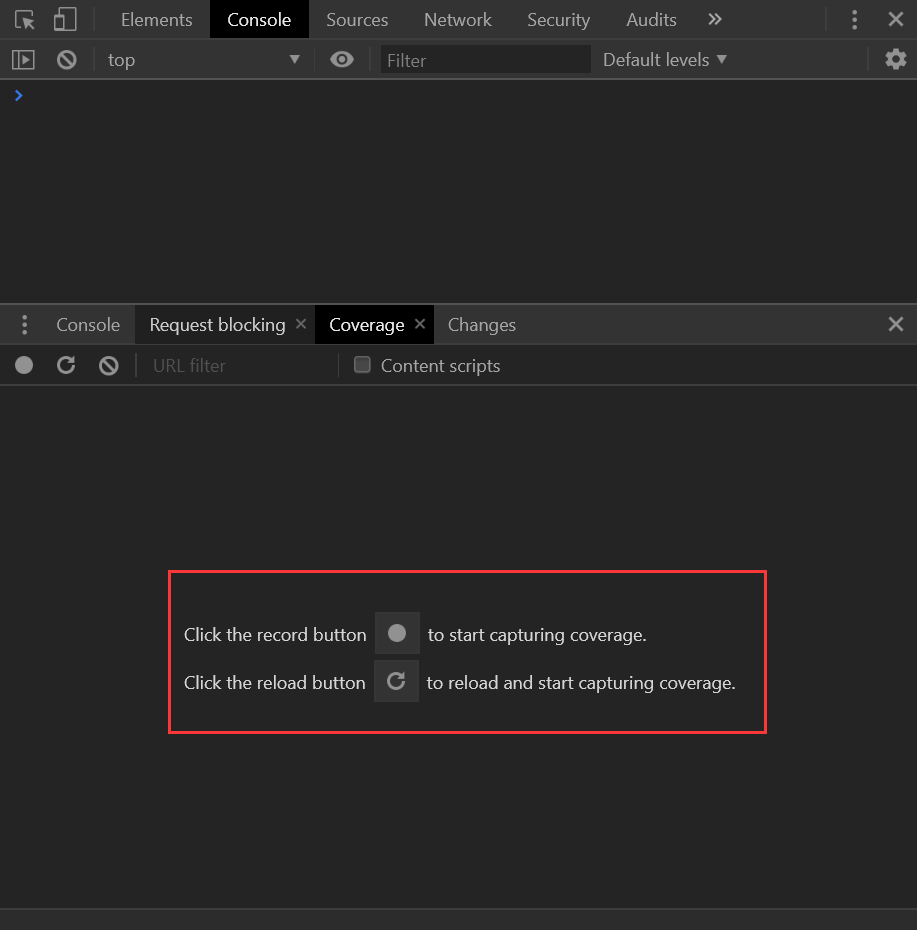 Elements Console Sources Network Security Audits »
top Filter Default levels
Console Request blocking Coverage Changes
URL filter Content scripts
Click the record button to start capturing coverage.
Click the reload button to reload and start capturing coverage.